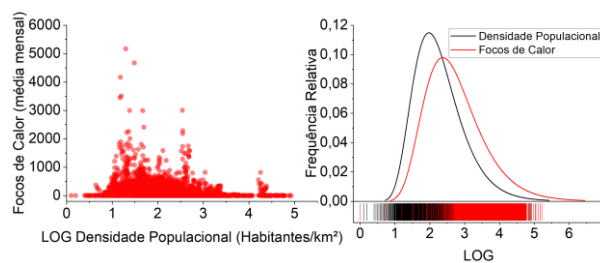 6000
5000
4000
3000
2000
1000
0
Focos de Calor (média mensal)
0 1 2 3 4 5
LOG Densidade Populacional (Habitantes/km²)
0,12
0,10
0,08
0,06
0,04
0,02
0,00
Frequência Relativa
Densidade Populacional
Focos de Calor
0 1 2 3 4 5 6
LOG